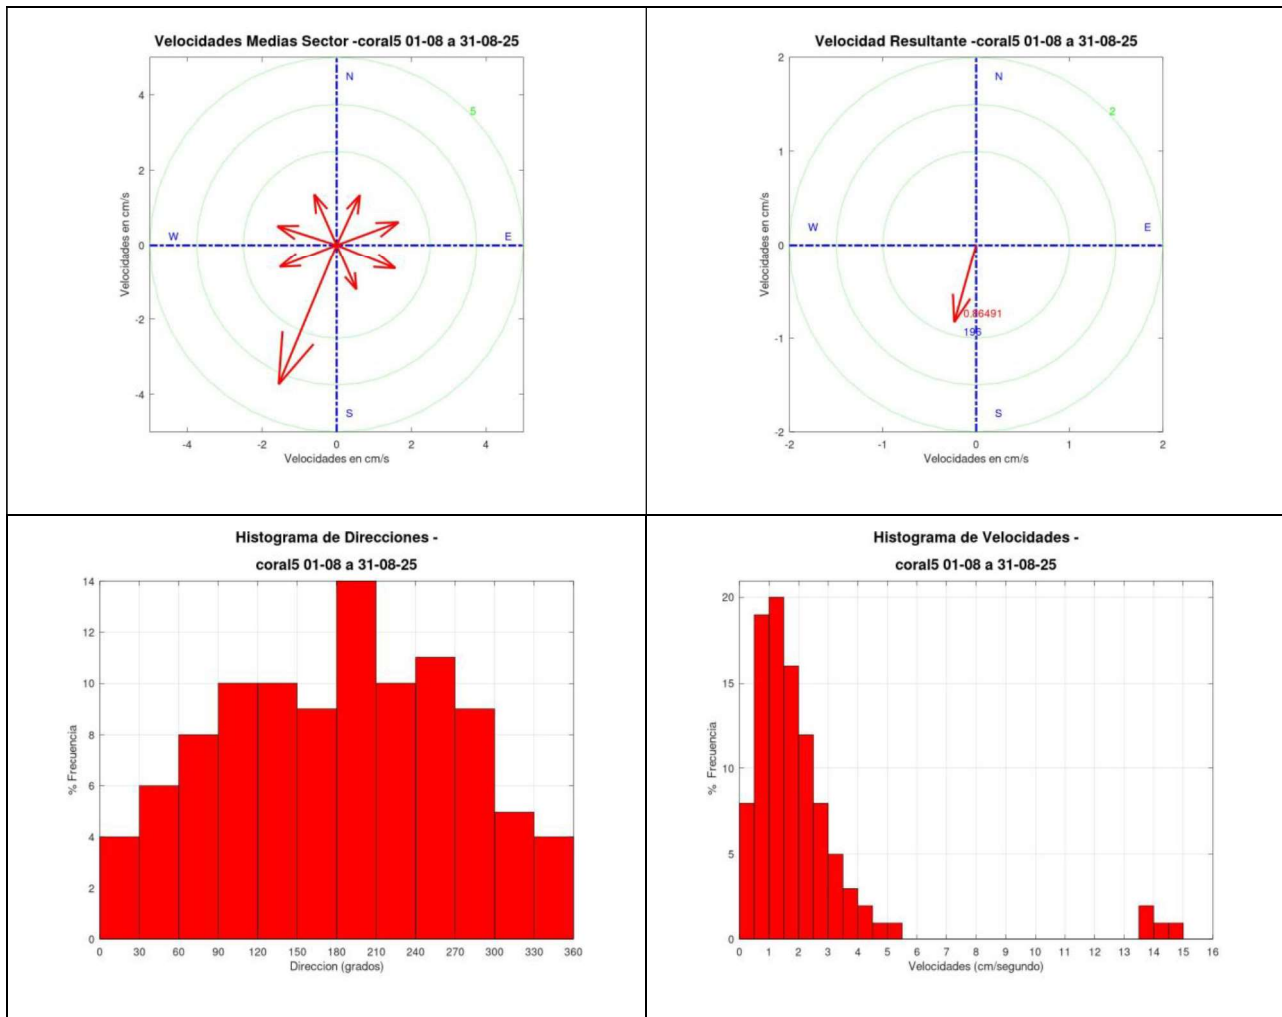 Velocidades Medias Sector -coral5 01-08 a 31-08-25
N
5
4
2
0
-2
-4
W
E
S
Velocidades en cm/s
-4 -2 0 2 4
Velocidades en cm/s
Velocidad Resultante -coral5 01-08 a 31-08-25
2
N
2
1
0
-1
-2
W
E
0.86491
S
Velocidades en cm/s
-2 -1 0 1 2
Velocidades en cm/s
Histograma de Direcciones -
coral5 01-08 a 31-08-25
14
12
10
8
6
4
2
0
% Frecuencia
0 30 60 90 120 150 180 210 240 270 300 330 360
Direccion (grados)
Histograma de Velocidades -
coral5 01-08 a 31-08-25
20
15
10
5
0
% Frecuencia
0 1 2 3 4 5 6 7 8 9 10 11 12 13 14 15 16
Velocidades (cm/segundo)